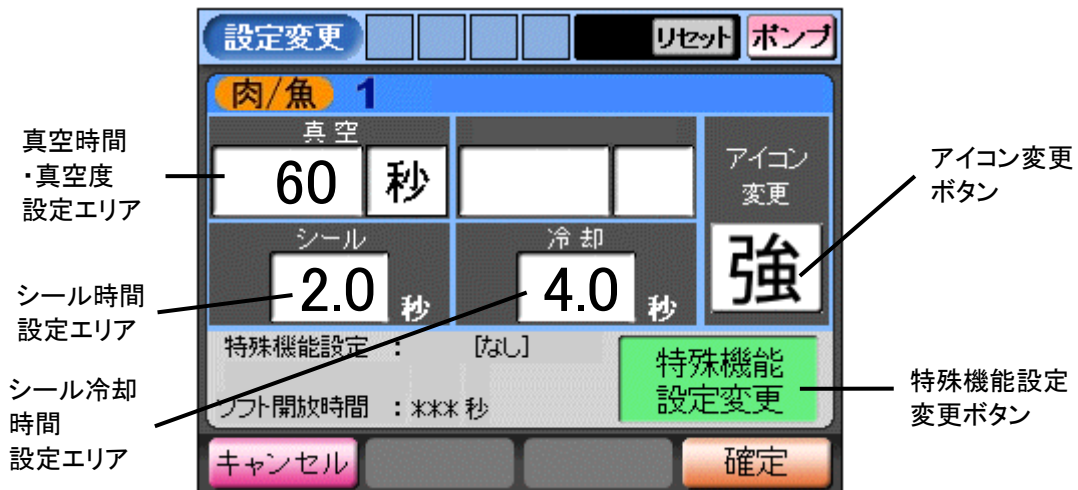 設定変更
リセット
ポンプ
肉/魚 1
真空
60 秒
アイコン
変更
強
シール
2.0 秒
冷却
4.0 秒
特殊機能設定 : [なし]
ソフト開放時間 : *** 秒
特殊機能
設定変更
キャンセル
確定
真空時間
・真空度
設定エリア
シール時間
設定エリア
シール冷却
時間
設定エリア
アイコン変更
ボタン
特殊機能設定
変更ボタン